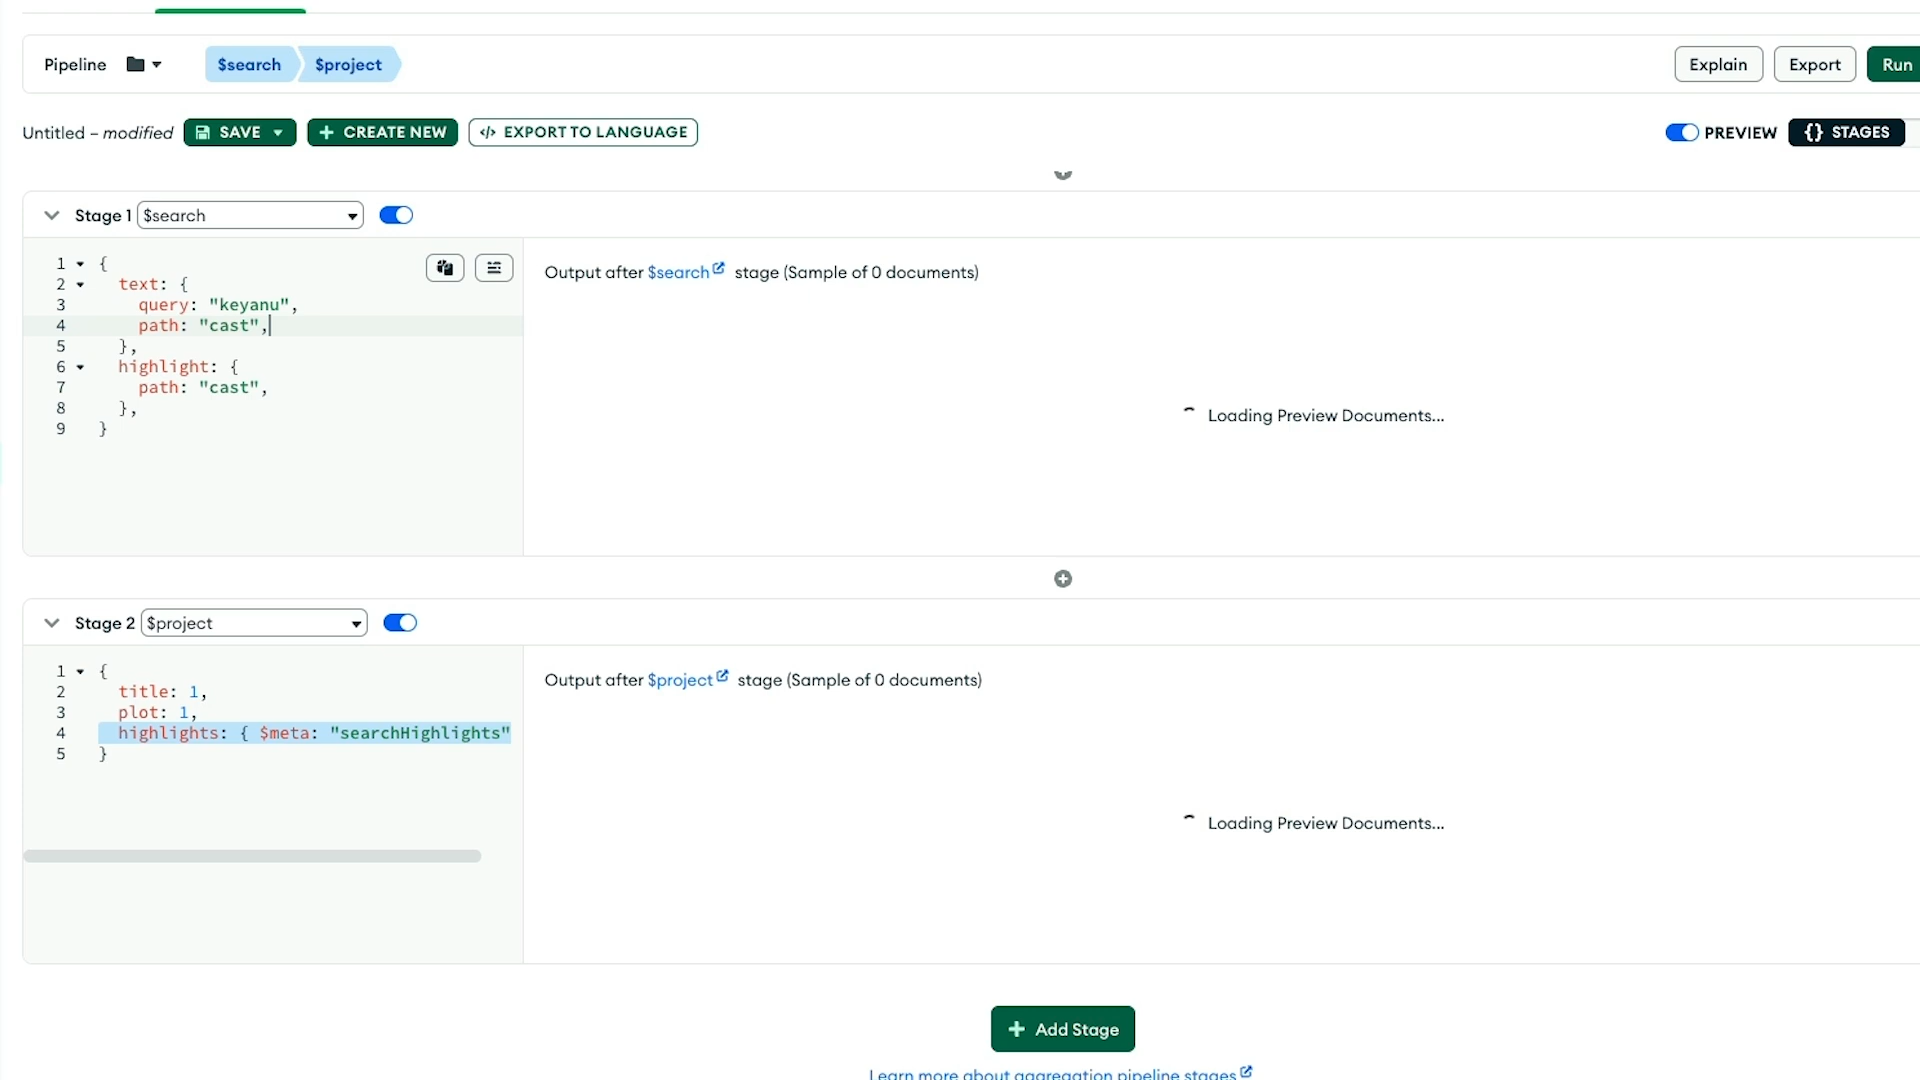 Pipeline $search $project Explain Export Run
Untitled – modified SAVE + CREATE NEW </> EXPORT TO LANGUAGE PREVIEW {} STAGES
Stage 1 $search
1 {
2 text: {
3 query: "keyanu",
4 path: "cast",
5 },
6 highlight: {
7 path: "cast",
8 },
9 }
Output after $search stage (Sample of 0 documents)
Loading Preview Documents...
Stage 2 $project
1 {
2 title: 1,
3 plot: 1,
4 highlights: { $meta: "searchHighlights"
5 }
Output after $project stage (Sample of 0 documents)
Loading Preview Documents...
+ Add Stage
Learn more about aggregation pipeline stages